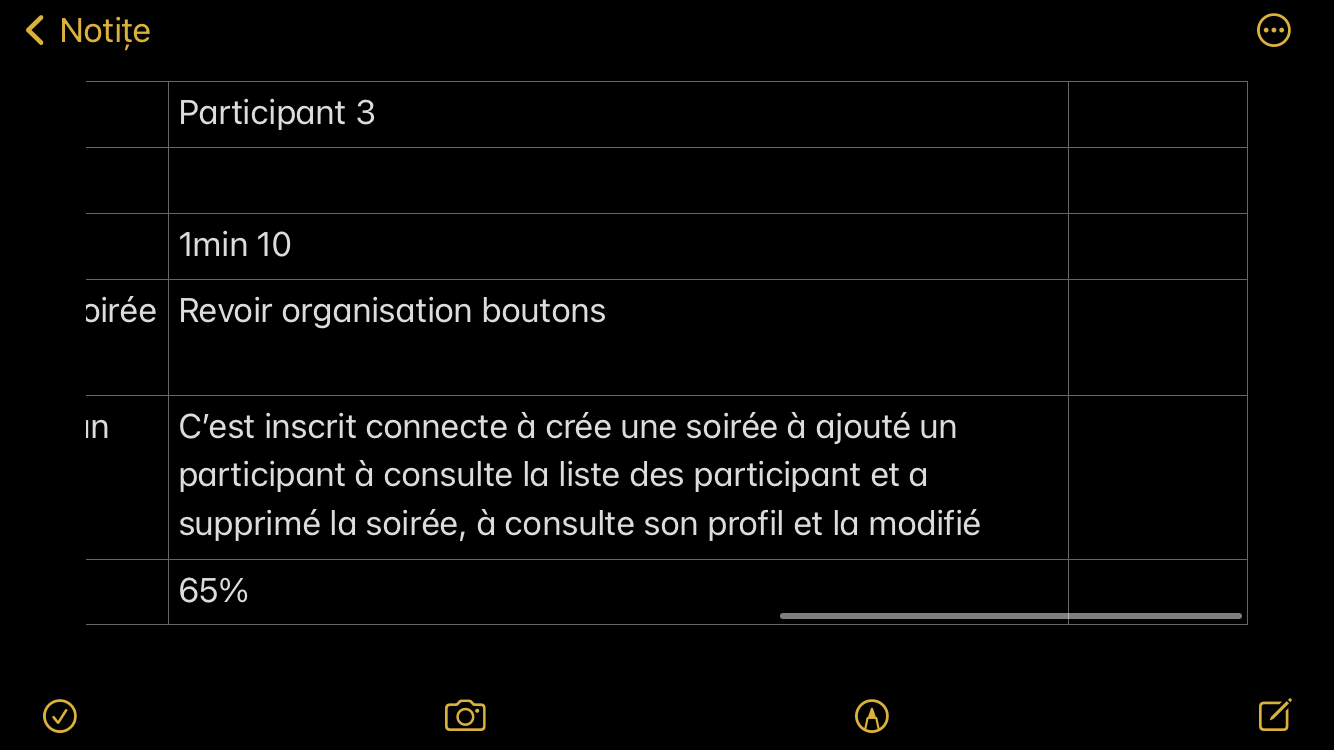 Notițe
Participant 3
1min 10
oirée
Revoir organisation boutons
un
C’est inscrit connecte à crée une soirée à ajouté un
participant à consulte la liste des participant et a
supprimé la soirée, à consulte son profil et la modifié
65%